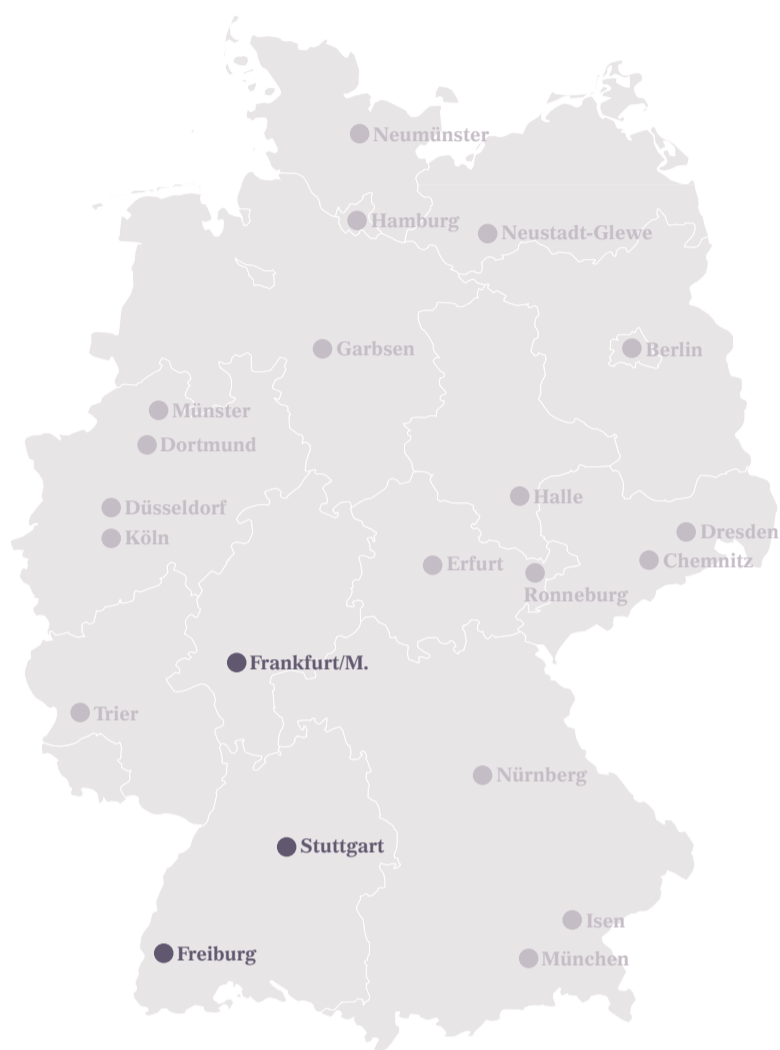 Neumünster
Hamburg
Neustadt-Glewe
Garbsen
Berlin
Münster
Dortmund
Halle
Düsseldorf
Dresden
Köln
Chemnitz
Erfurt
Ronneburg
Frankfurt/M.
Trier
Nürnberg
Stuttgart
Isen
Freiburg
München